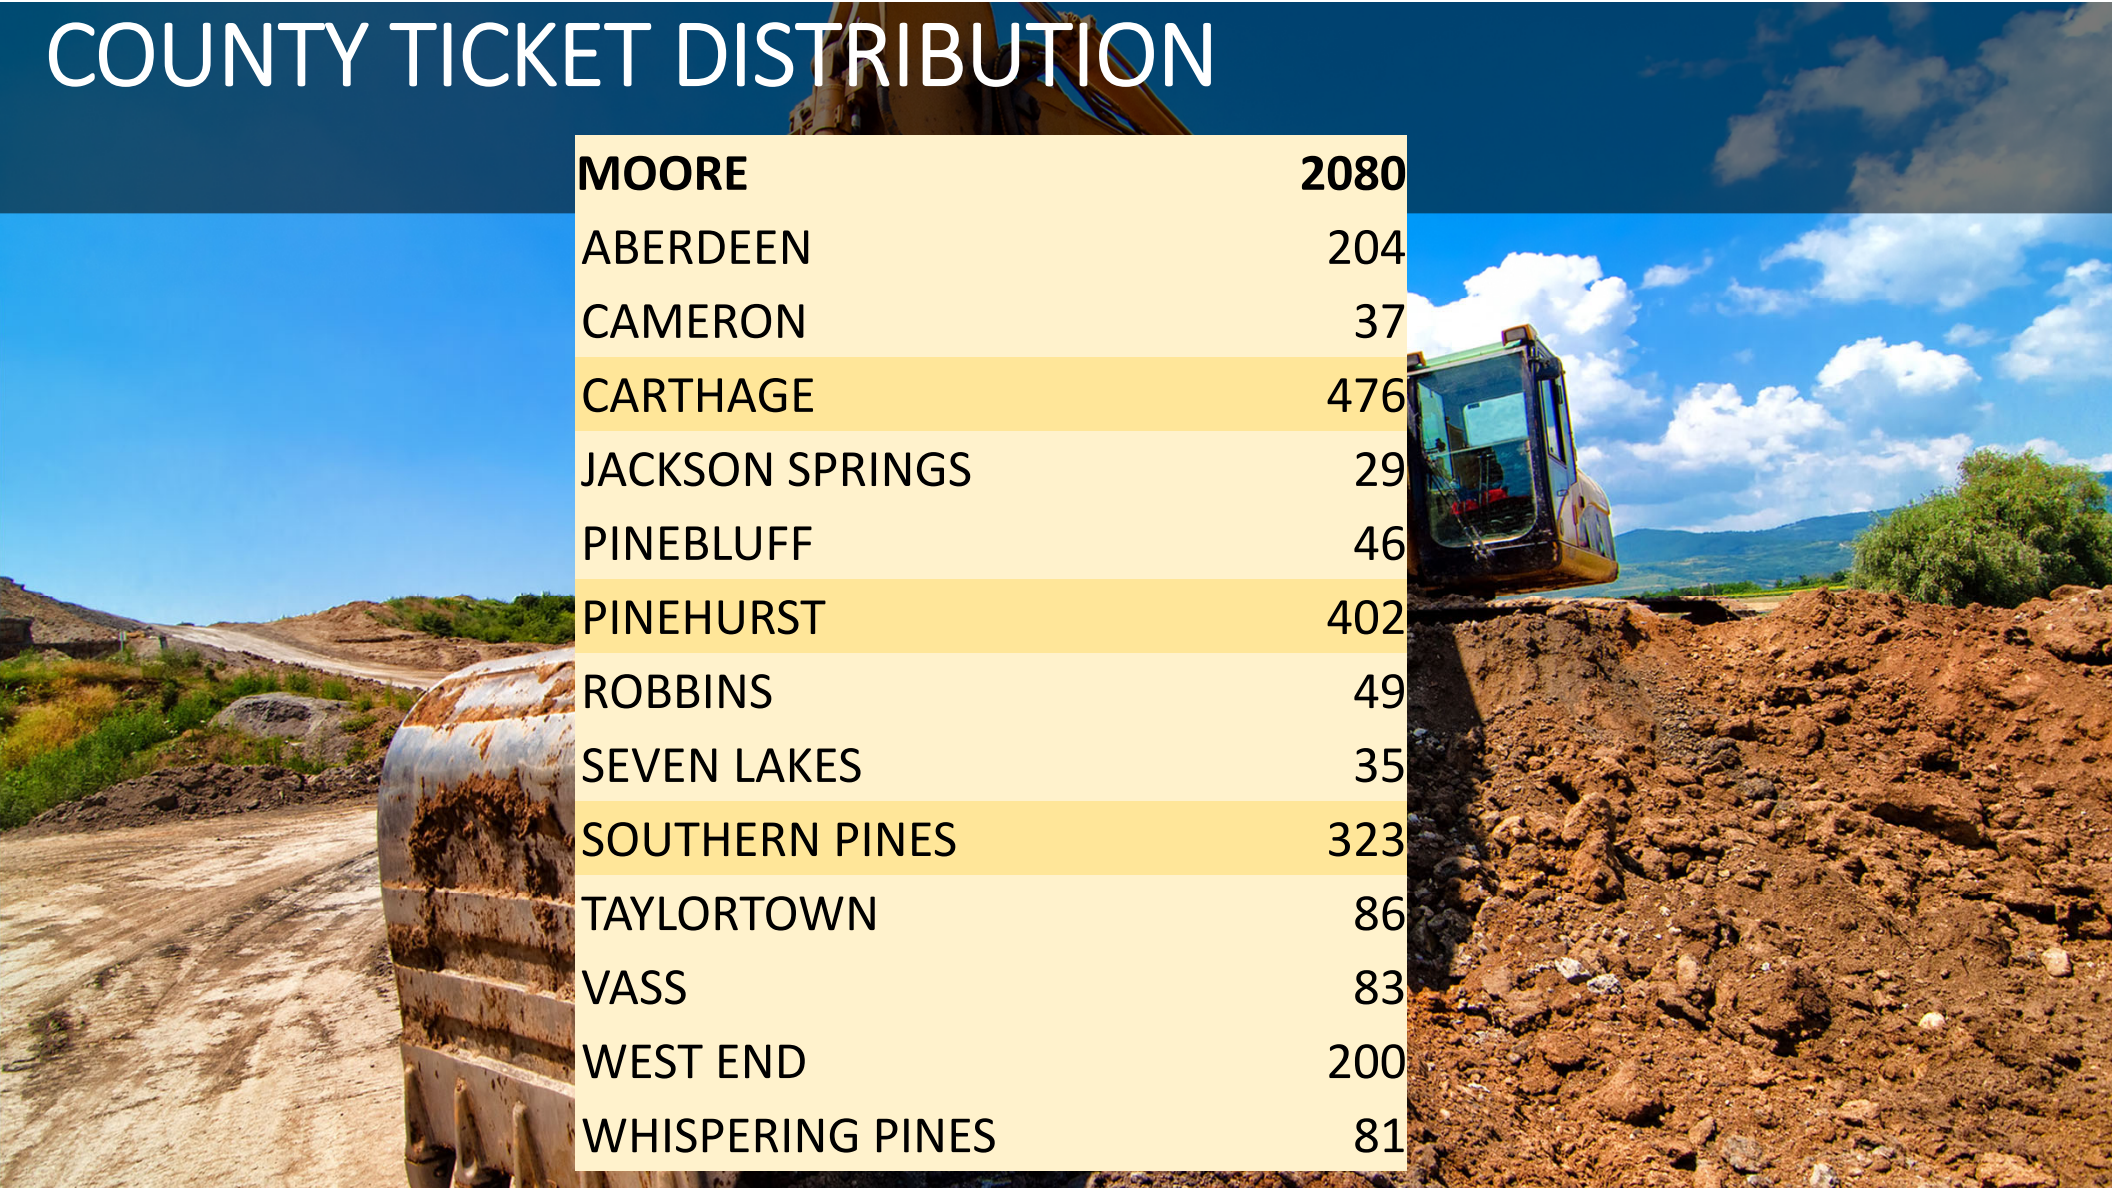 COUNTY TICKET DISTRIBUTION
MOORE 2080
ABERDEEN 204
CAMERON 37
CARTHAGE 476
JACKSON SPRINGS 29
PINEBLUFF 46
PINEHURST 402
ROBBINS 49
SEVEN LAKES 35
SOUTHERN PINES 323
TAYLORTOWN 86
VASS 83
WEST END 200
WHISPERING PINES 81